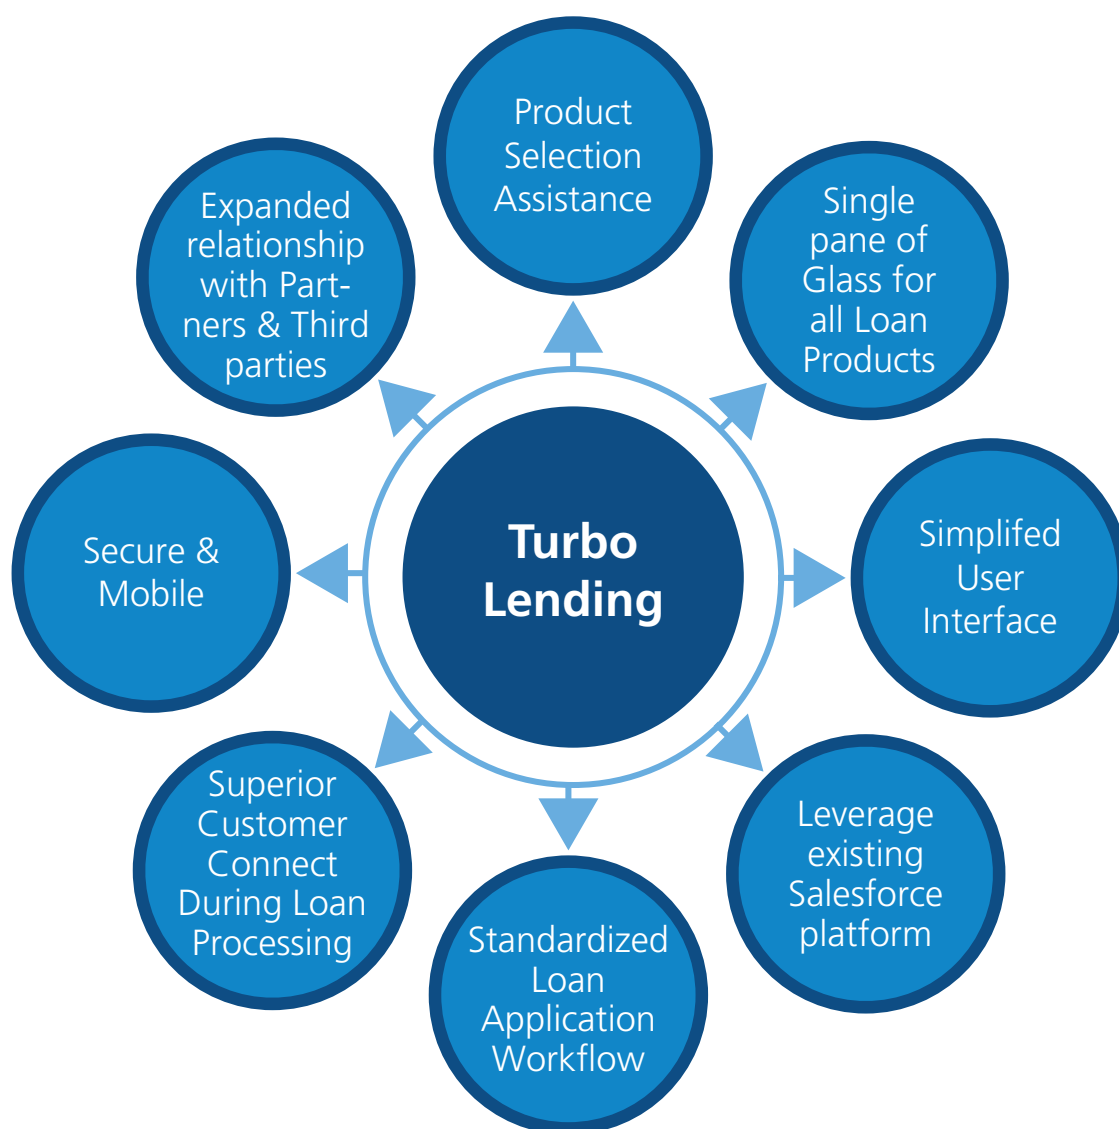 Product
Selection
Assistance
Single
pane of
Glass for
all Loan
Products
Simplifed
User
Interface
Leverage
existing
Salesforce
platform
Standardized
Loan
Application
Workflow
Superior
Customer
Connect
During Loan
Processing
Secure &
Mobile
Expanded
relationship
with Part-
ners & Third
parties
Turbo
Lending